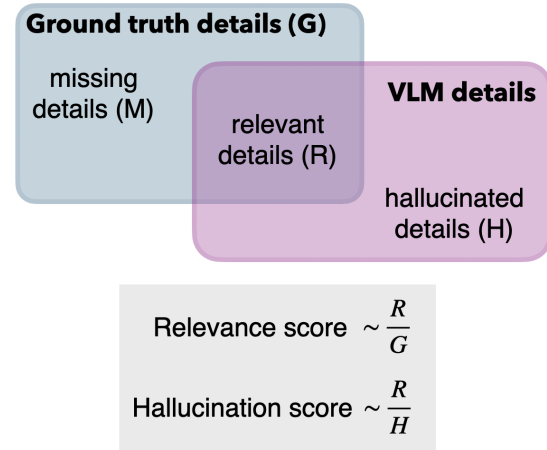 Ground truth details (G)
missing
details (M)
VLM details
relevant
details (R)
hallucinated
details (H)
Relevance score ~ R/G
Hallucination score ~ R/H